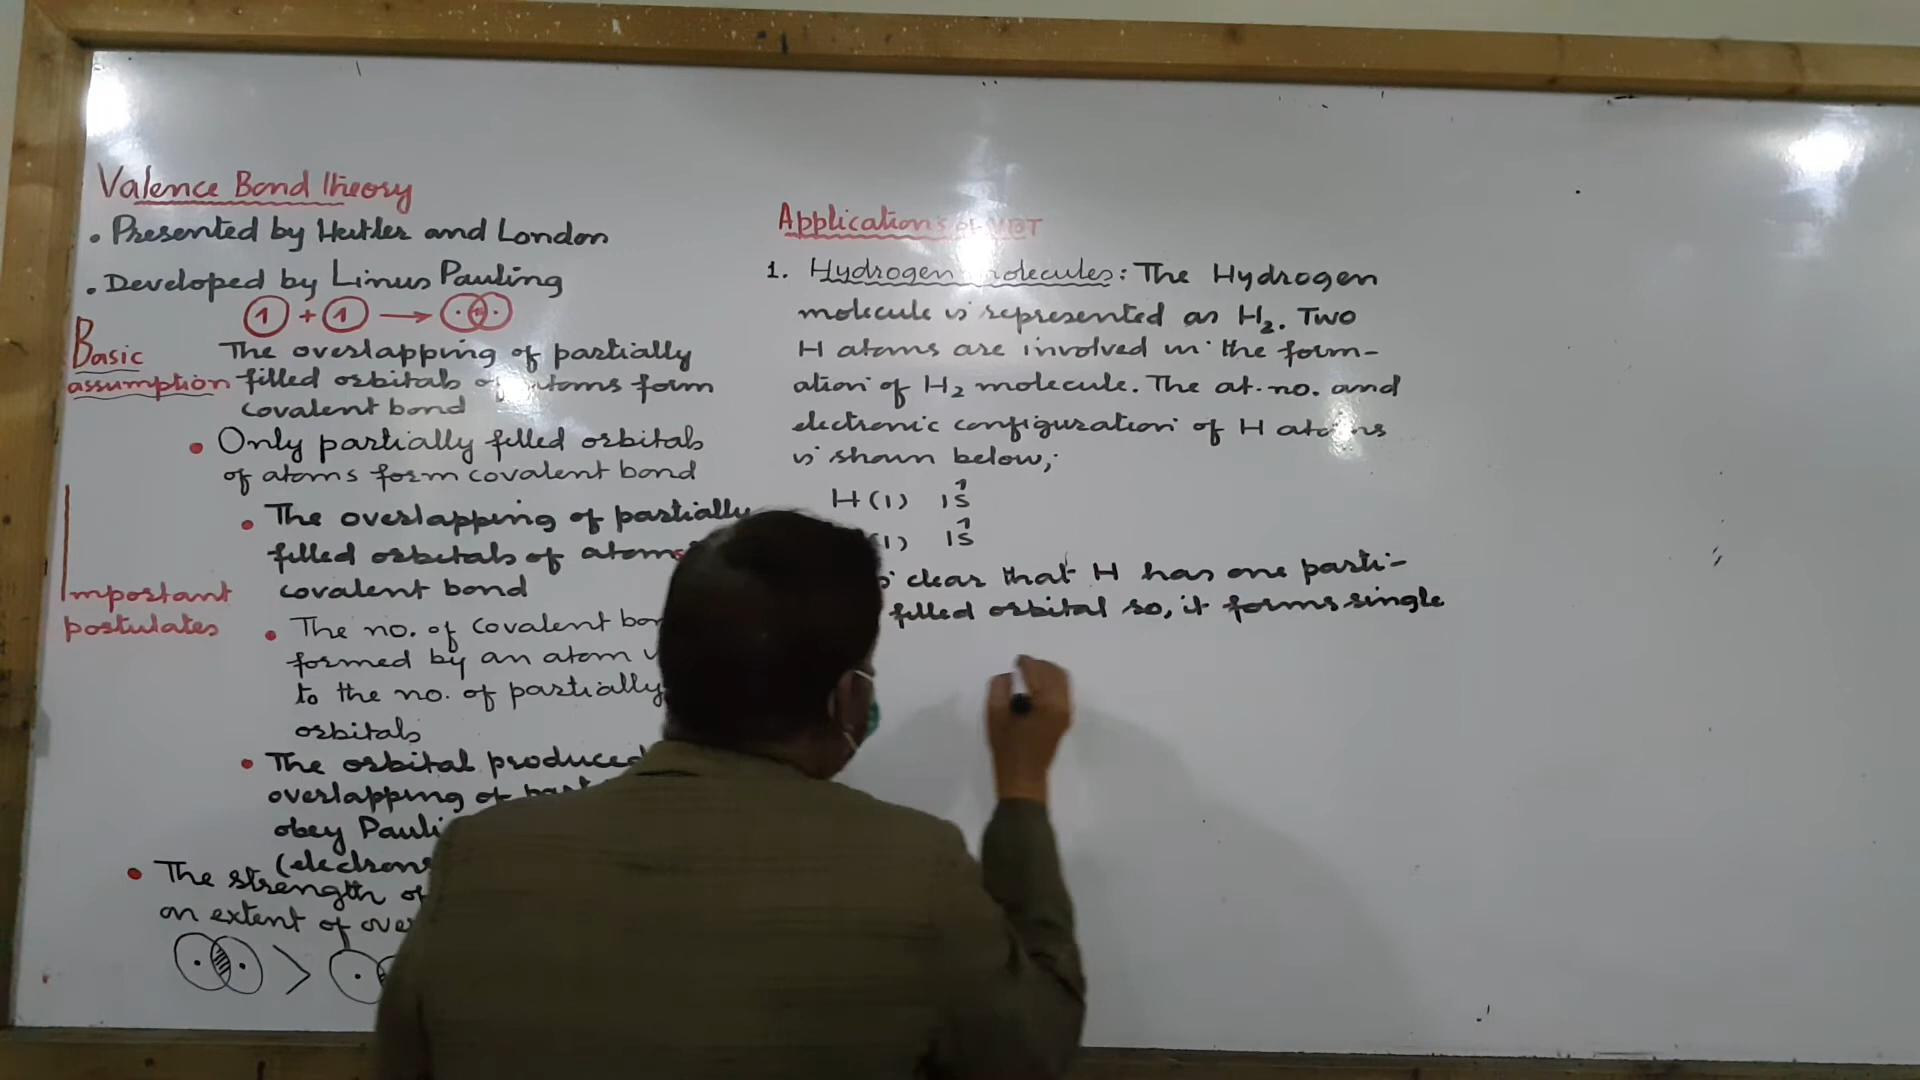 Valence Bond theory
• Presented by Heitler and London
• Developed by Linus Pauling
1 + 1 →
Basic
assumption
The overlapping of partially
filled orbitals of atoms form
covalent bond
• Only partially filled orbitals
of atoms form covalent bond
Important
postulates
• The overlapping of partially
filled orbitals of atoms
covalent bond
• The no. of covalent
formed by an atom
to the no. of partially
orbitals
• The orbital produced
overlapping of
obey
(electrons
• The strength of
on extent of
>
Applications of VBT
1. Hydrogen molecules: The Hydrogen
molecule is represented as H₂. Two
H atoms are involved in the form-
ation of H₂ molecule. The at. no. and
electronic configuration of H atoms
is shown below;
H (1) 1s¹
(1) 1s¹
clear that H has one parti-
filled orbital so, it forms single